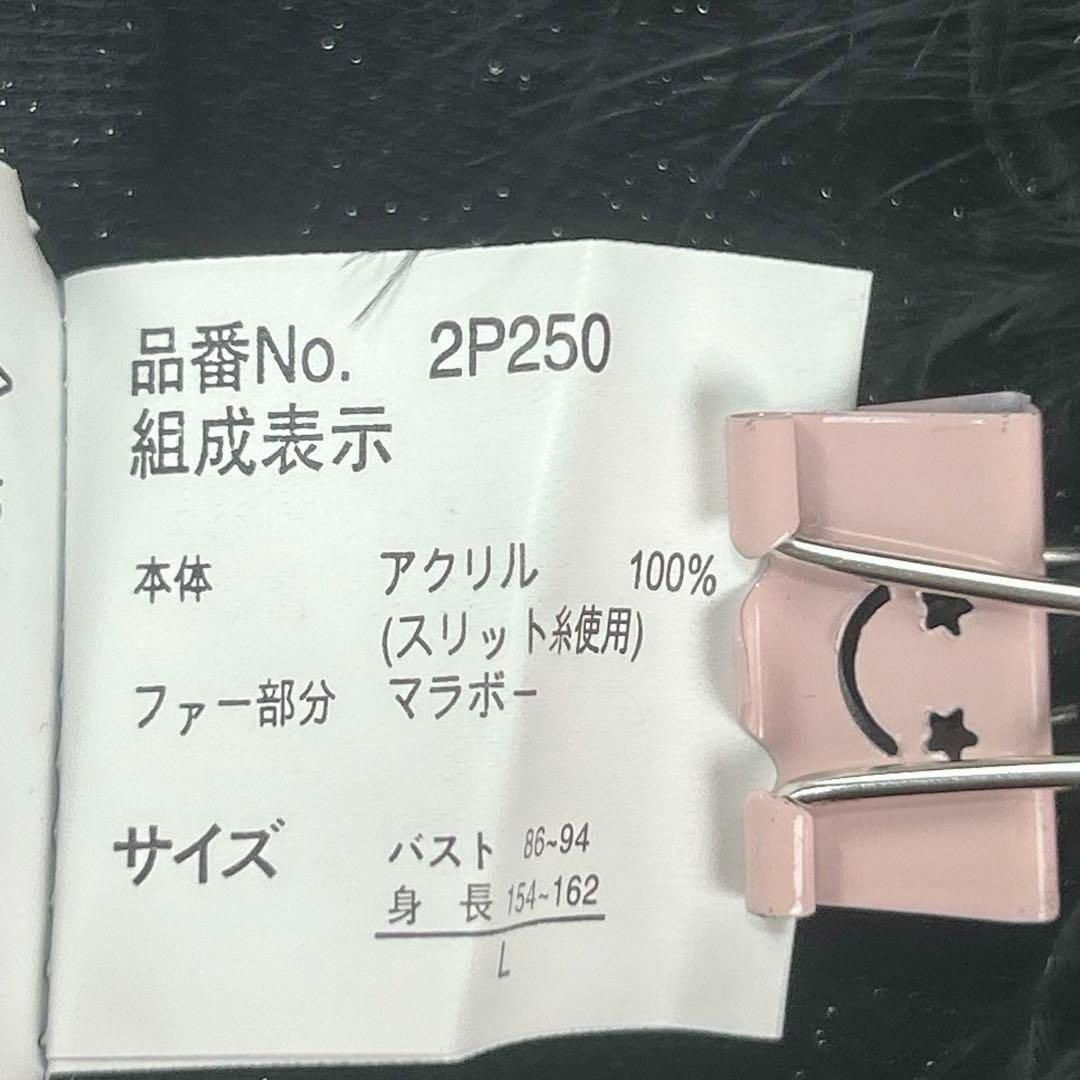 品番No. 2P250
組成表示
本体 アクリル 100%
(スリット糸使用)
ファー部分 マラボー
サイズ バスト 86~94
身長 154~162
L